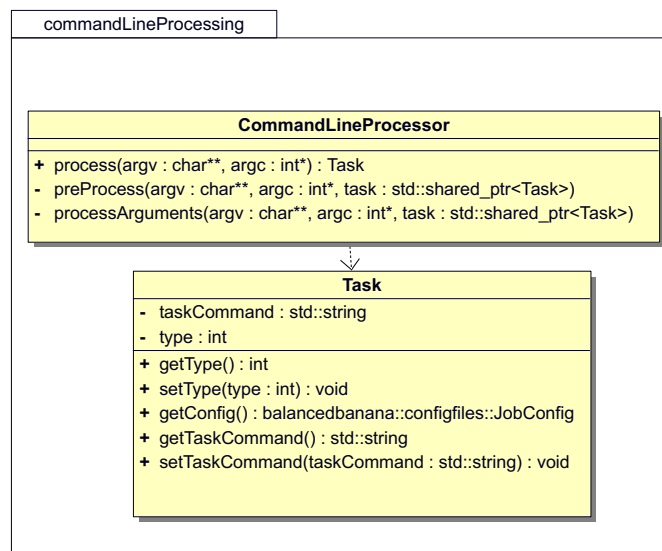 commandLineProcessing
CommandLineProcessor
+ process(argv : char**, argc : int*) : Task
- preProcess(argv : char**, argc : int*, task : std::shared_ptr<Task>)
- processArguments(argv : char**, argc : int*, task : std::shared_ptr<Task>)
Task
- taskCommand : std::string
- type : int
+ getType() : int
+ setType(type : int) : void
+ getConfig() : balancedbanana::configfiles::JobConfig
+ getTaskCommand() : std::string
+ setTaskCommand(taskCommand : std::string) : void